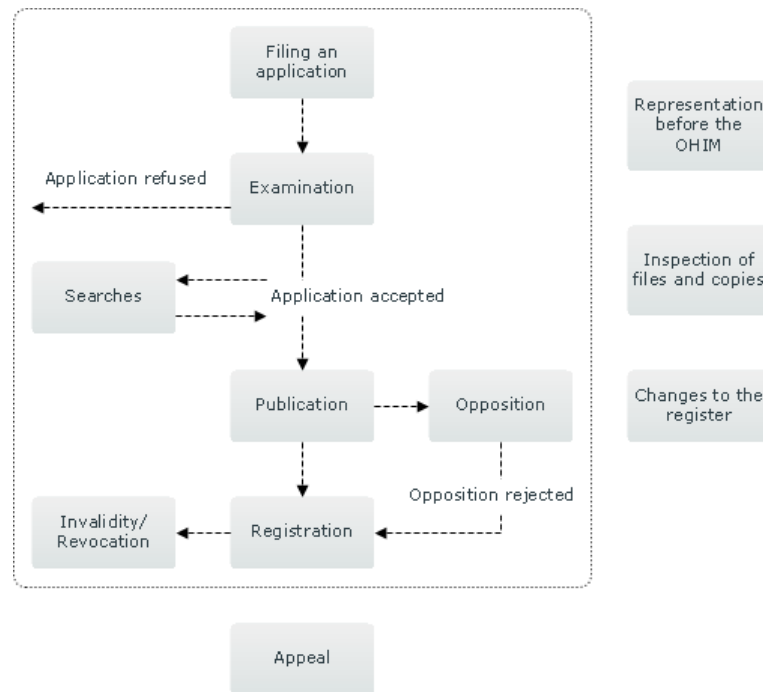 Filing an
application
Representation
before the
OHIM
Application refused
Examination
Inspection of
files and copies
Searches
Application accepted
Changes to the
register
Publication
Opposition
Opposition rejected
Invalidity/
Revocation
Registration
Appeal